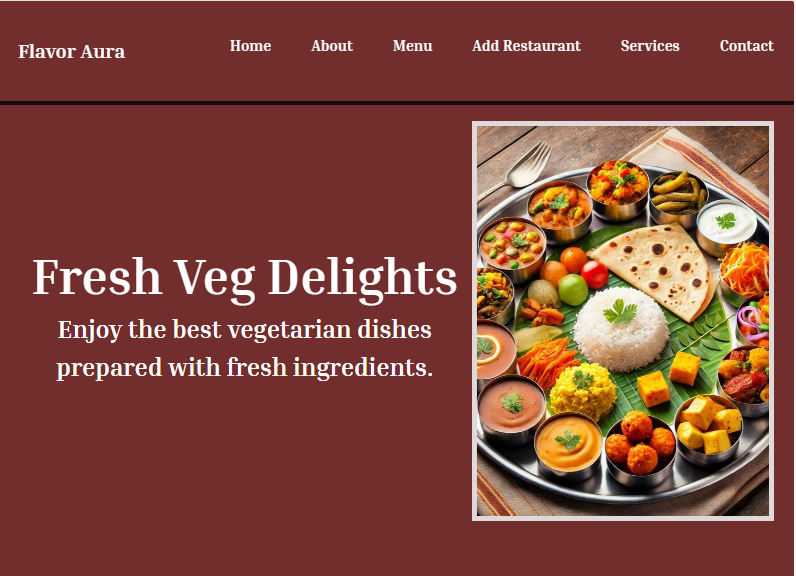 Flavor Aura
Home About Menu Add Restaurant Services Contact
Fresh Veg Delights
Enjoy the best vegetarian dishes
prepared with fresh ingredients.